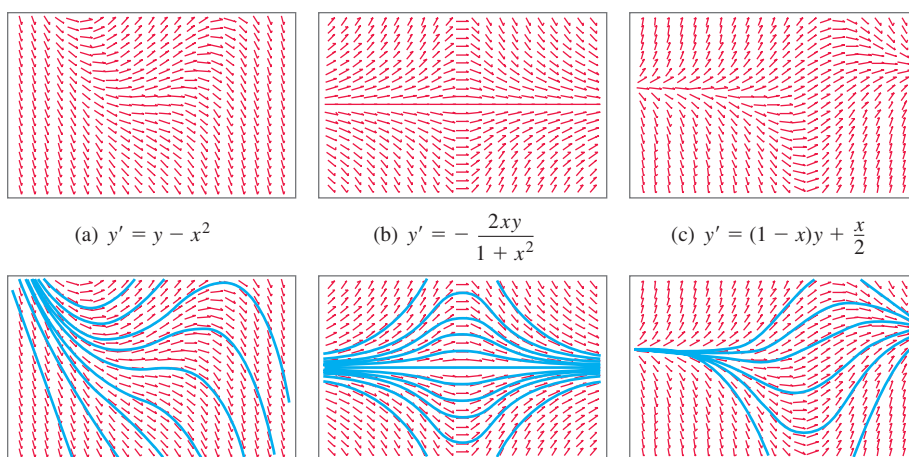 (a) y′ = y − x²
(b) y′ = − 2xy / (1 + x²)
(c) y′ = (1 − x)y + x/2